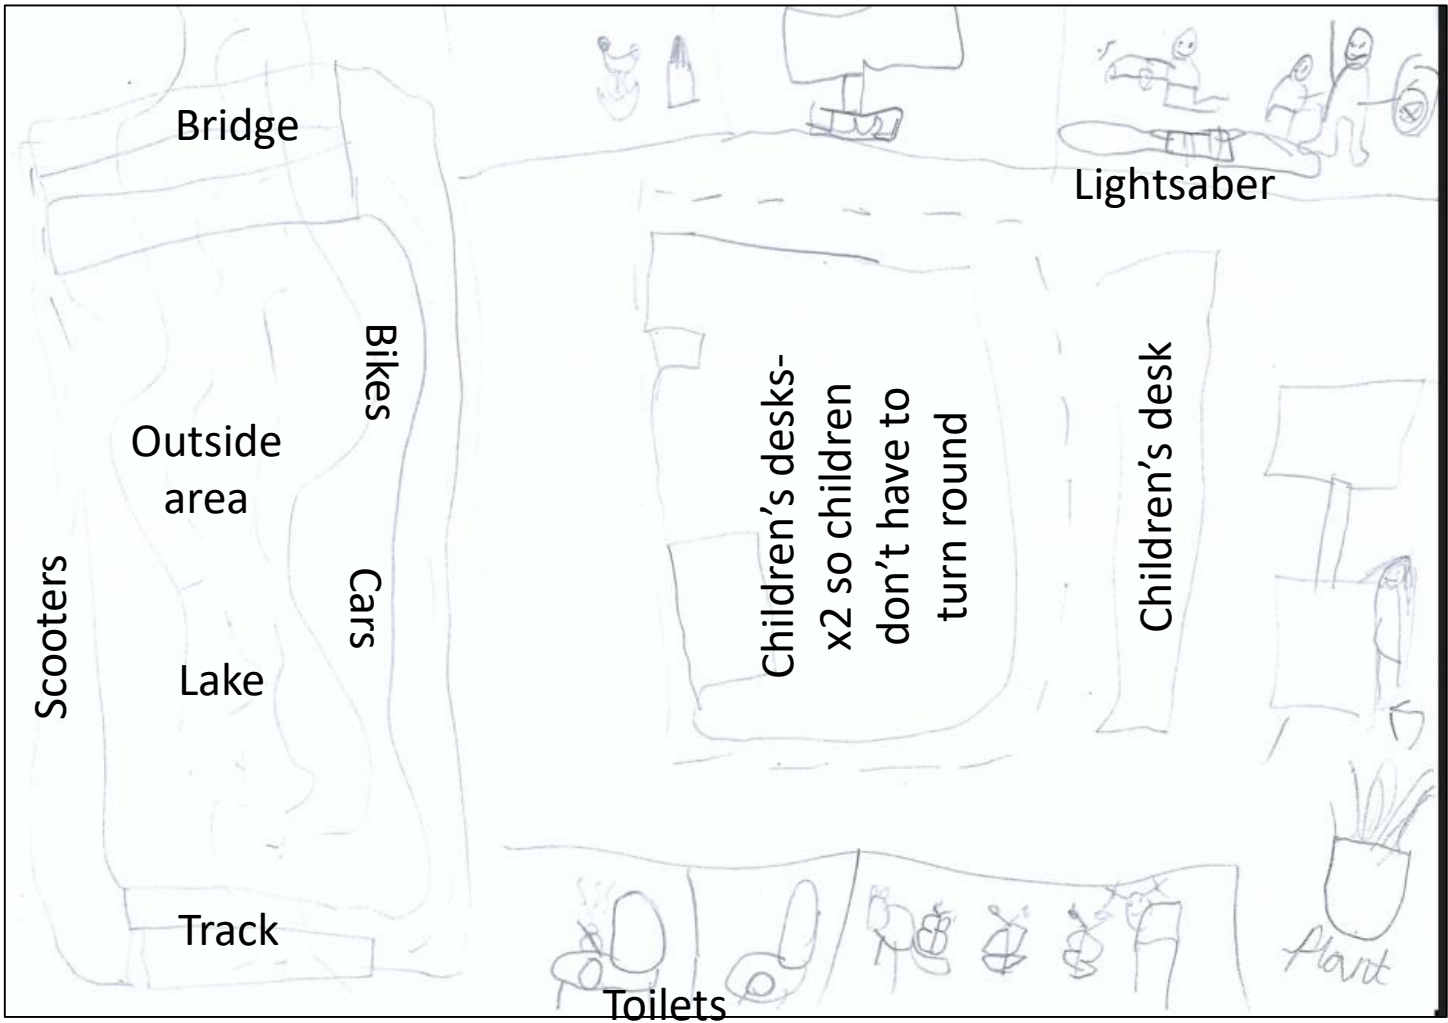 Bridge
Lightsaber
Bikes
Outside
area
Children's desks-
x2 so children
don't have to
turn round
Children's desk
Scooters
Cars
Lake
Track
Plant
Toilets